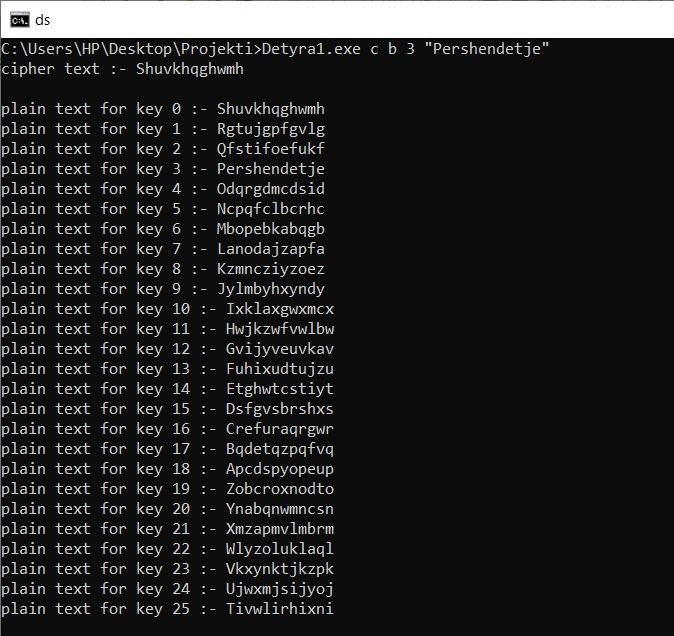 ds
C:\Users\HP\Desktop\Projekti>Detyra1.exe c b 3 "Pershendetje"
cipher text :- Shuvkhqghwmh
plain text for key 0 :- Shuvkhqghwmh
plain text for key 1 :- Rgtujgpfgvlg
plain text for key 2 :- Qfstifoefukf
plain text for key 3 :- Pershendetje
plain text for key 4 :- Odqrgdmcdsid
plain text for key 5 :- Ncpqfclbcrhc
plain text for key 6 :- Mbopebkabqgb
plain text for key 7 :- Lanodajzapfa
plain text for key 8 :- Kzmncziyzoez
plain text for key 9 :- Jylmbyhxyndy
plain text for key 10 :- Ixklaxgwxmcx
plain text for key 11 :- Hwjkzwfvwlbw
plain text for key 12 :- Gvijyveuvkav
plain text for key 13 :- Fuhixudtujzu
plain text for key 14 :- Etghwtcstiyt
plain text for key 15 :- Dsfgvsbrshxs
plain text for key 16 :- Crefuraqrgwr
plain text for key 17 :- Bqdetqzpqfvq
plain text for key 18 :- Apcdspyopeup
plain text for key 19 :- Zobcroxnodto
plain text for key 20 :- Ynabqnwmncsn
plain text for key 21 :- Xmzapmvlmbrm
plain text for key 22 :- Wlyzoluklaql
plain text for key 23 :- Vkxynktjkzpk
plain text for key 24 :- Ujwxmjsijyoj
plain text for key 25 :- Tivwlirhixni